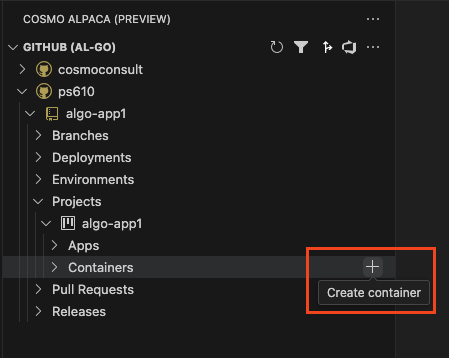 COSMO ALPACA (PREVIEW)
GITHUB (AL-GO)
cosmoconsult
ps610
algo-app1
Branches
Deployments
Environments
Projects
algo-app1
Apps
Containers
Create container
Pull Requests
Releases